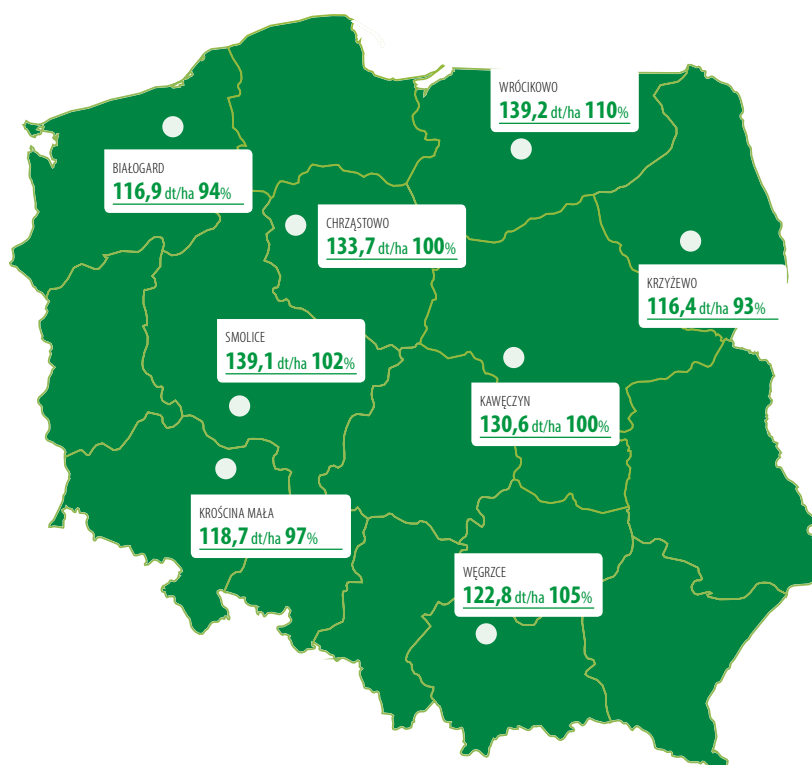 WRÓCIKOWO
139,2 dt/ha 110%
BIAŁOGARD
116,9 dt/ha 94%
CHRZĄSTOWO
133,7 dt/ha 100%
KRZYŻEWO
116,4 dt/ha 93%
SMOLICE
139,1 dt/ha 102%
KAWĘCZYN
130,6 dt/ha 100%
KROŚCINA MAŁA
118,7 dt/ha 97%
WĘGRZCE
122,8 dt/ha 105%